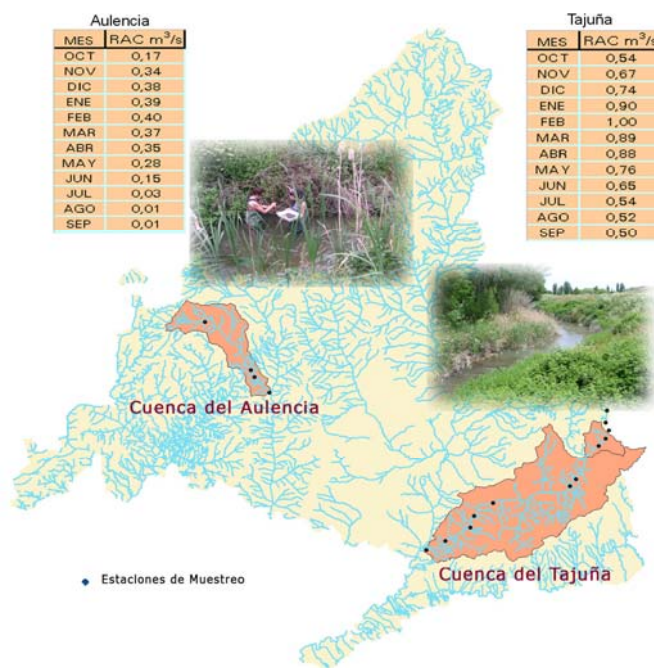 Aulencia
MES RAC m³/s
OCT 0,17
NOV 0,34
DIC 0,38
ENE 0,39
FEB 0,40
MAR 0,37
ABR 0,35
MAY 0,28
JUN 0,15
JUL 0,03
AGO 0,01
SEP 0,01
Tajuña
MES RAC m³/s
OCT 0,54
NOV 0,67
DIC 0,74
ENE 0,90
FEB 1,00
MAR 0,89
ABR 0,88
MAY 0,76
JUN 0,65
JUL 0,54
AGO 0,52
SEP 0,50
Cuenca del Aulencia
Cuenca del Tajuña
Estaciones de Muestreo